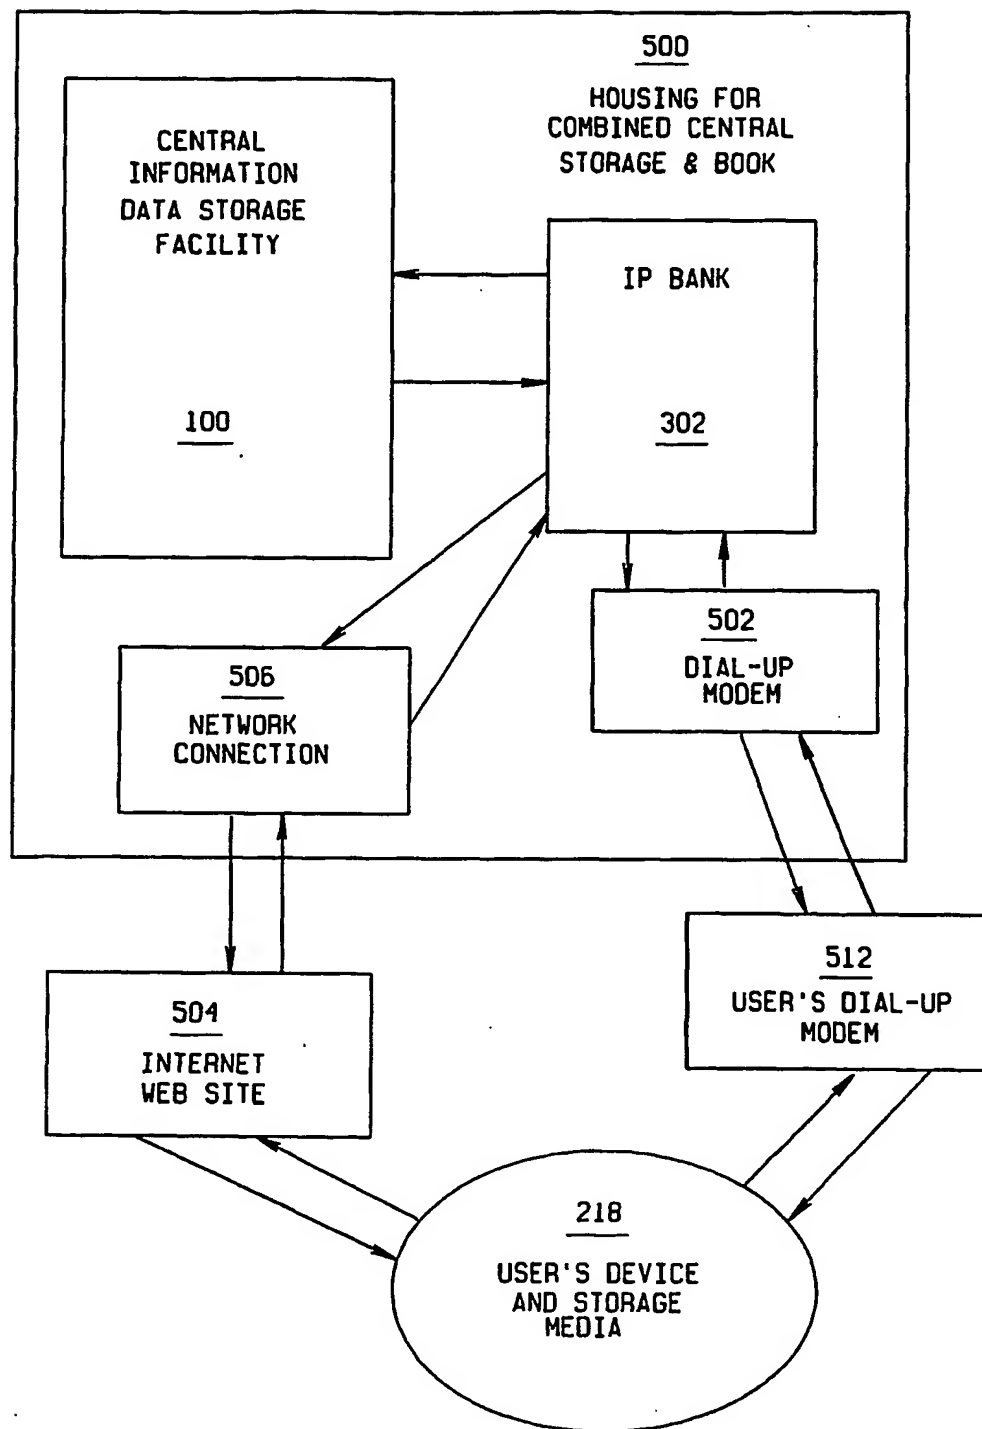 500
HOUSING FOR
COMBINED CENTRAL
STORAGE & BOOK
CENTRAL
INFORMATION
DATA STORAGE
FACILITY
100
IP BANK
302
502
DIAL-UP
MODEM
506
NETWORK
CONNECTION
504
INTERNET
WEB SITE
512
USER'S DIAL-UP
MODEM
218
USER'S DEVICE
AND STORAGE
MEDIA